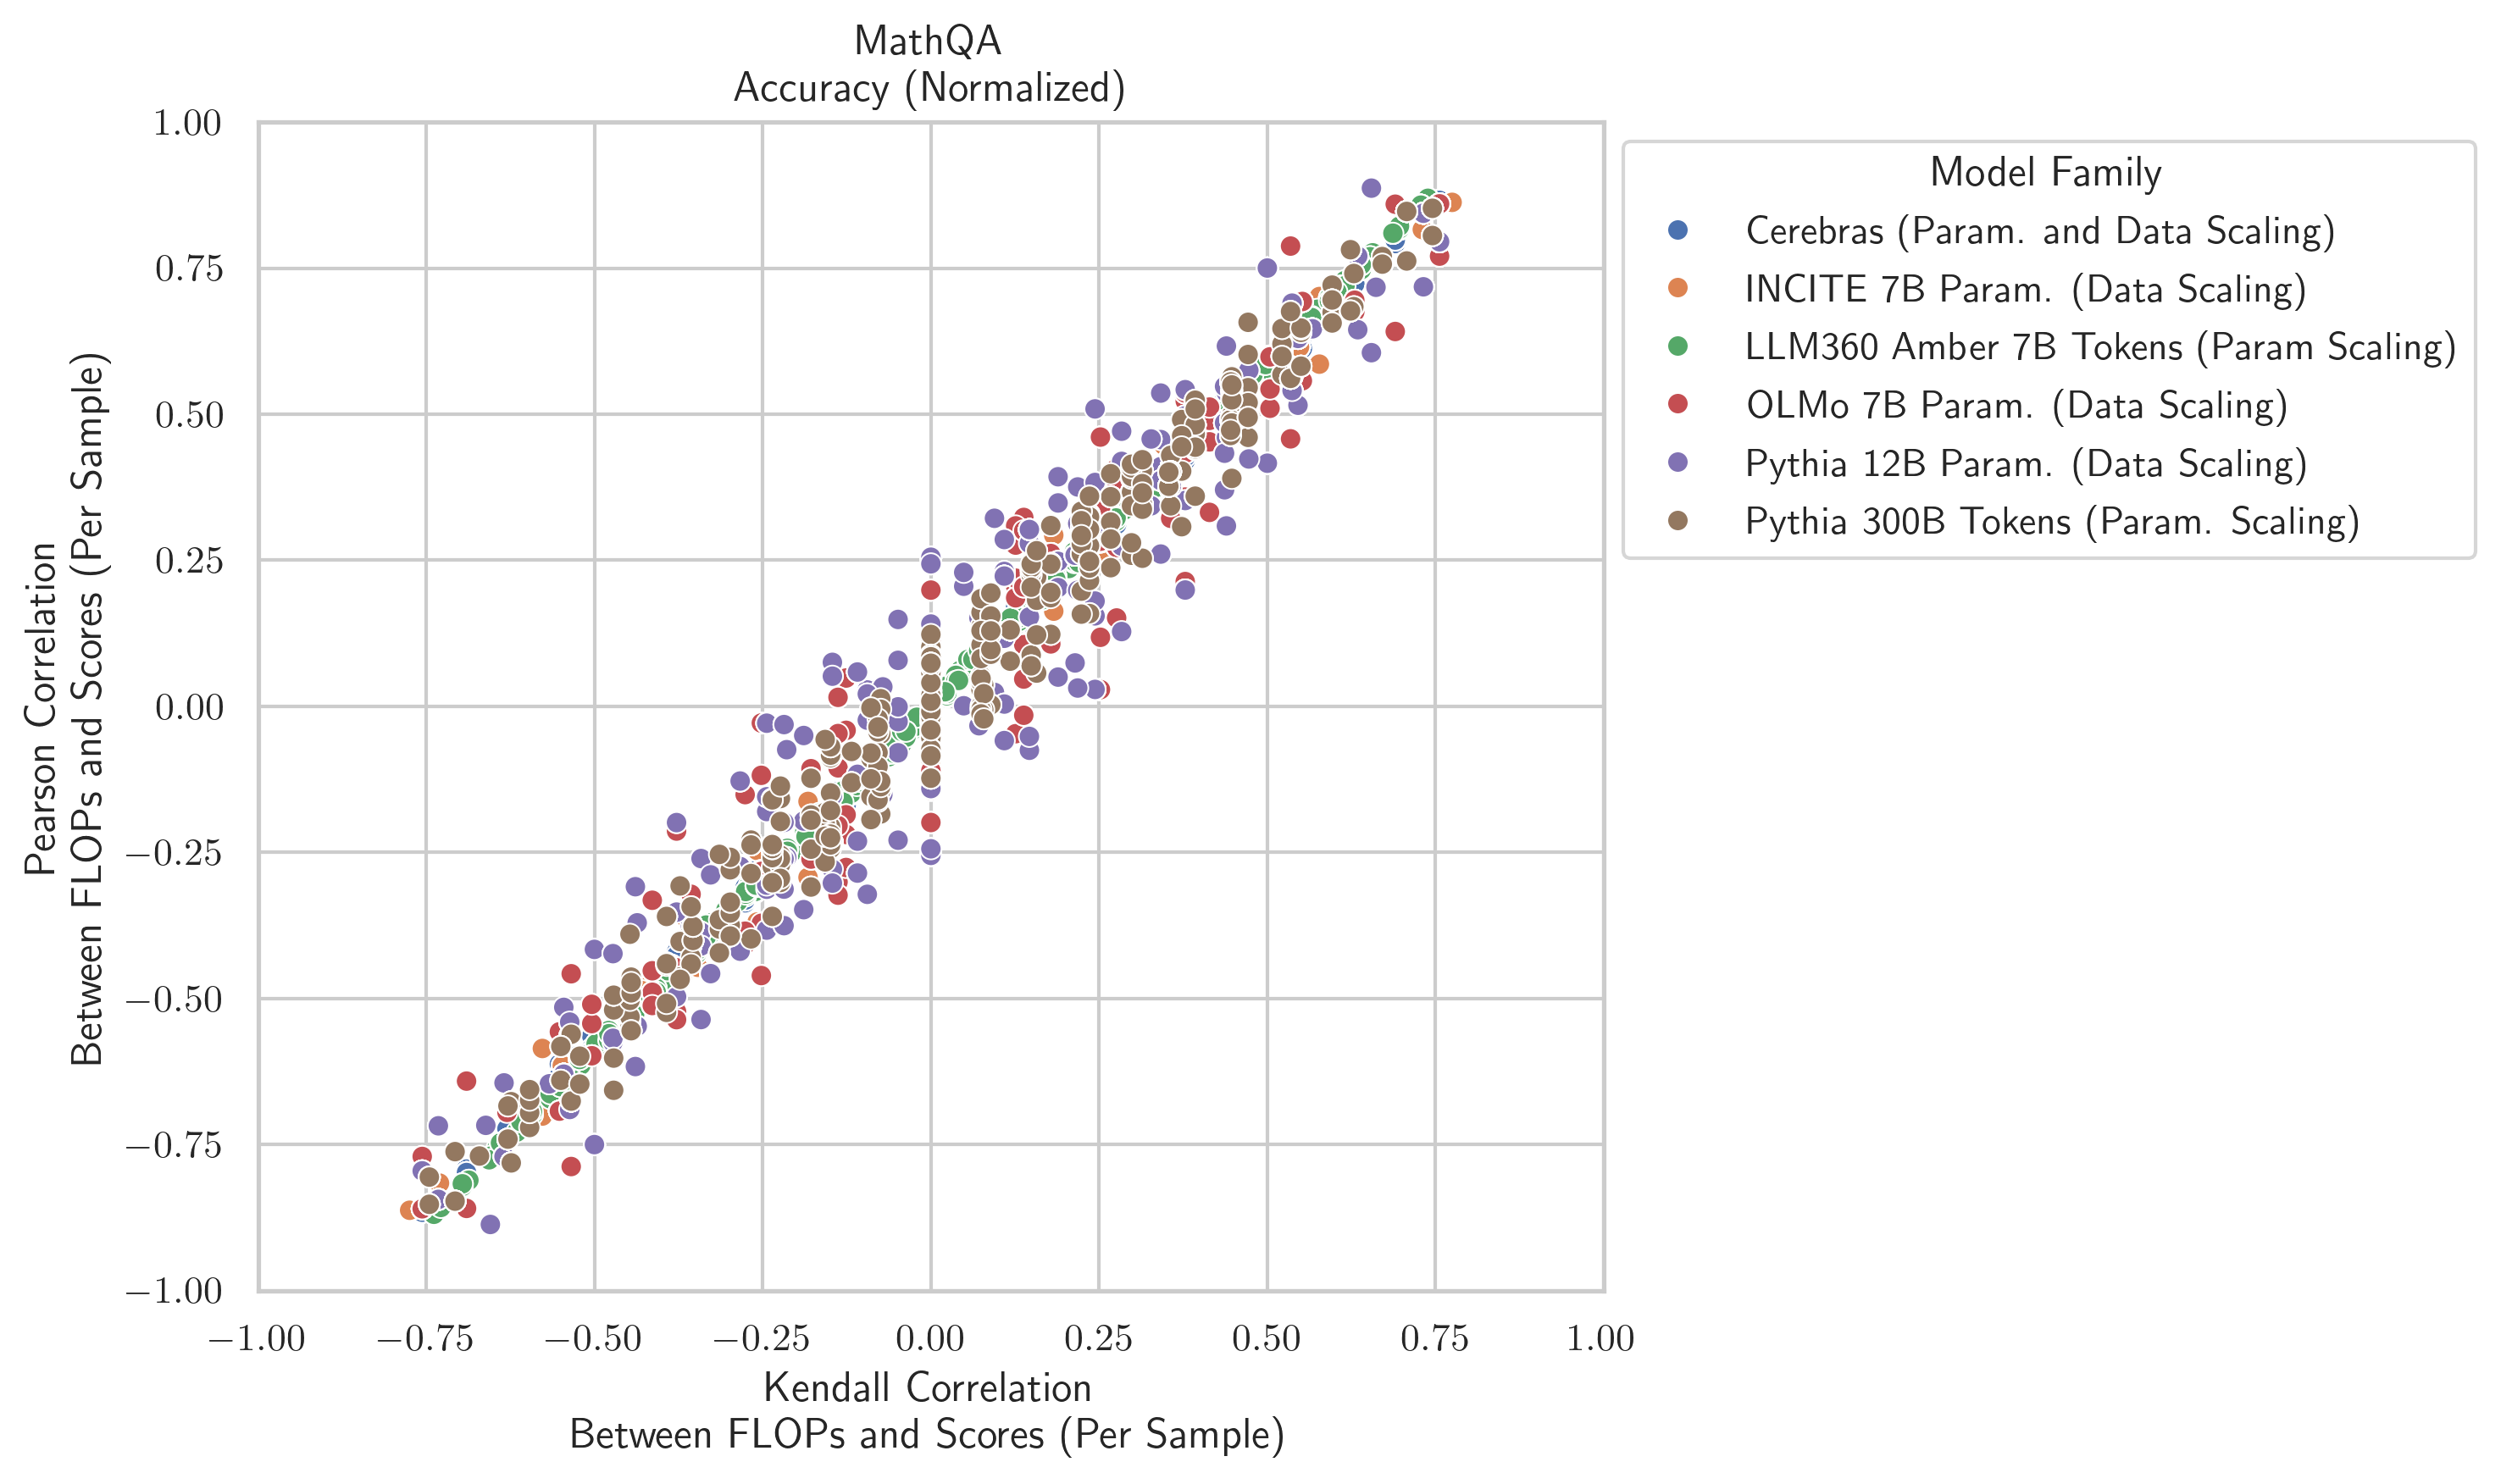 MathQA
Accuracy (Normalized)
1.00
0.75
0.50
0.25
0.00
−0.25
−0.50
−0.75
−1.00
Pearson Correlation
Between FLOPs and Scores (Per Sample)
−1.00 −0.75 −0.50 −0.25 0.00 0.25 0.50 0.75 1.00
Kendall Correlation
Between FLOPs and Scores (Per Sample)
Model Family
Cerebras (Param. and Data Scaling)
INCITE 7B Param. (Data Scaling)
LLM360 Amber 7B Tokens (Param Scaling)
OLMo 7B Param. (Data Scaling)
Pythia 12B Param. (Data Scaling)
Pythia 300B Tokens (Param. Scaling)